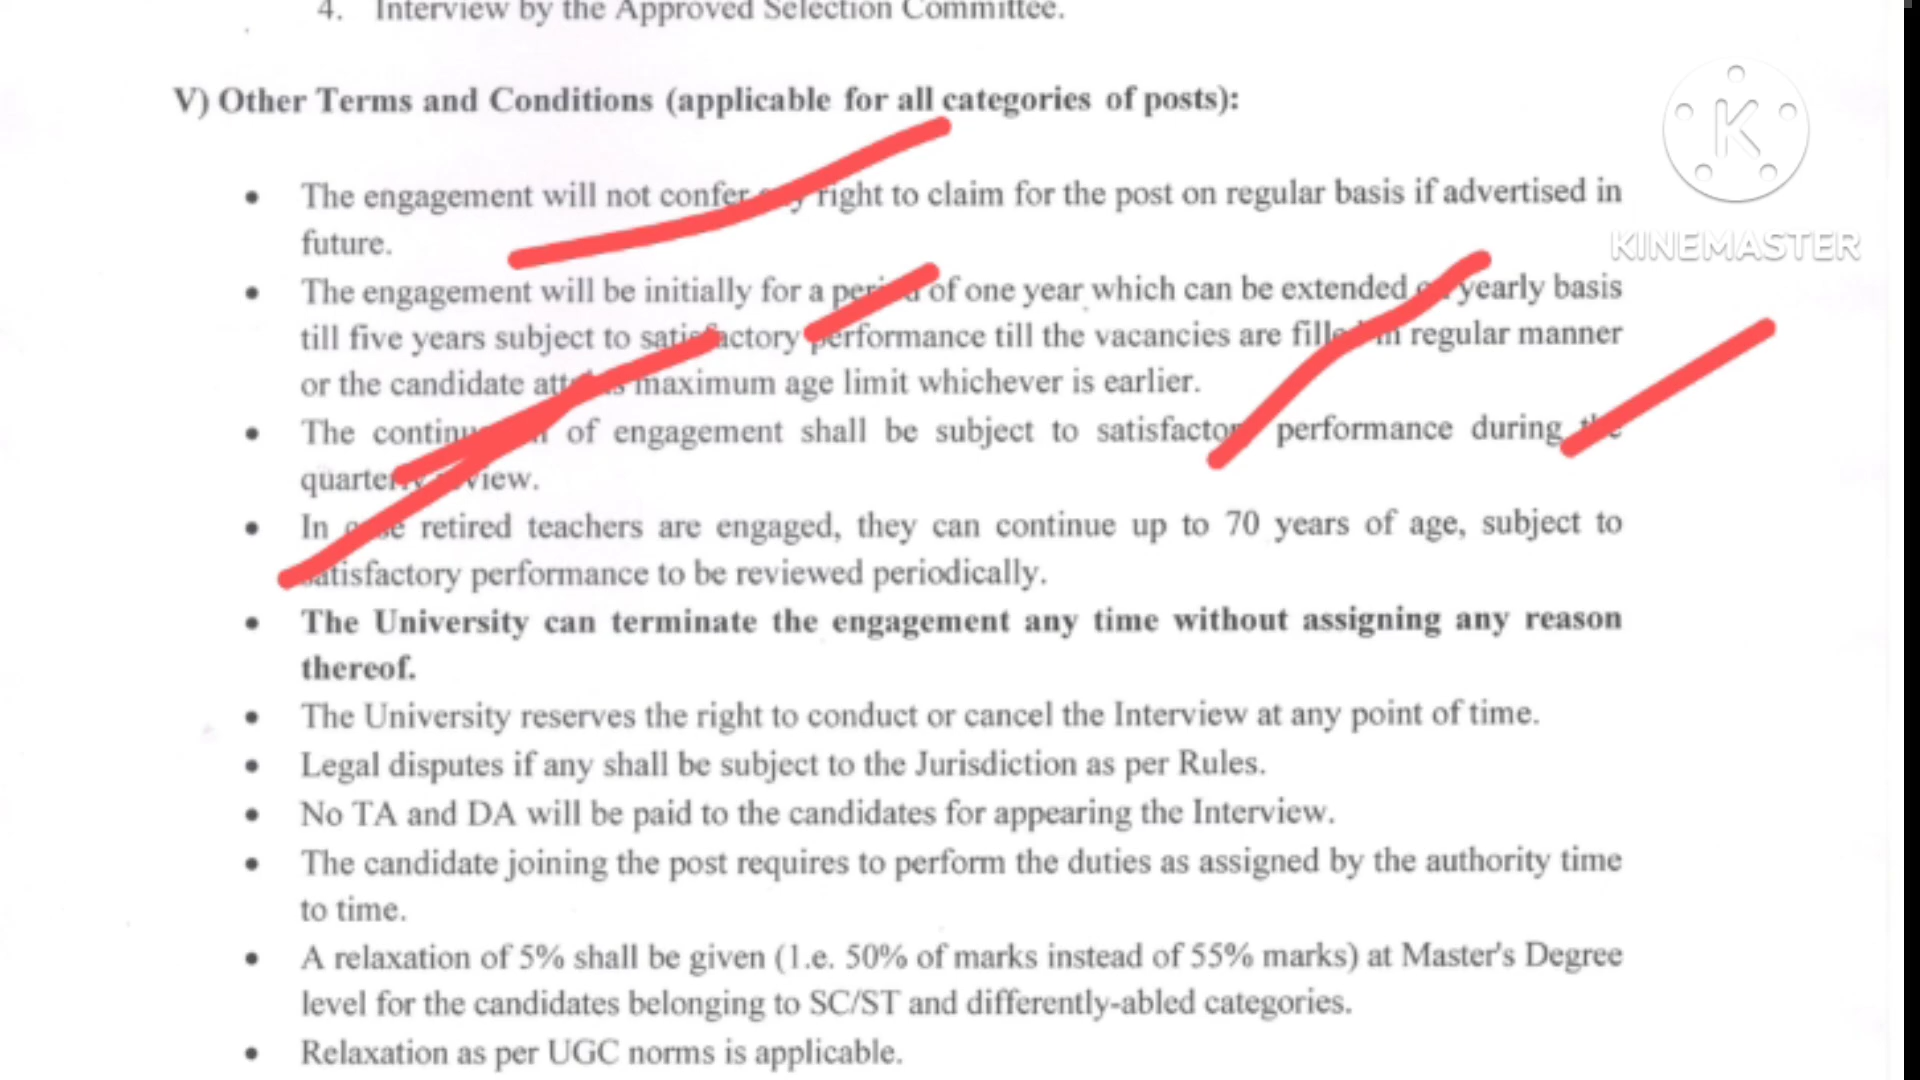 4. Interview by the Approved Selection Committee.
V) Other Terms and Conditions (applicable for all categories of posts):
• The engagement will not confer right to claim for the post on regular basis if advertised in
future.
• The engagement will be initially for a period of one year which can be extended yearly basis
till five years subject to satisfactory performance till the vacancies are filled in regular manner
or the candidate maximum age limit whichever is earlier.
• The of engagement shall be subject to satisfactory performance during the
quarterly review.
• In case retired teachers are engaged, they can continue up to 70 years of age, subject to
satisfactory performance to be reviewed periodically.
• The University can terminate the engagement any time without assigning any reason
thereof.
• The University reserves the right to conduct or cancel the Interview at any point of time.
• Legal disputes if any shall be subject to the Jurisdiction as per Rules.
• No TA and DA will be paid to the candidates for appearing the Interview.
• The candidate joining the post requires to perform the duties as assigned by the authority time
to time.
• A relaxation of 5% shall be given (1.e. 50% of marks instead of 55% marks) at Master's Degree
level for the candidates belonging to SC/ST and differently-abled categories.
• Relaxation as per UGC norms is applicable.
K
KINEMASTER